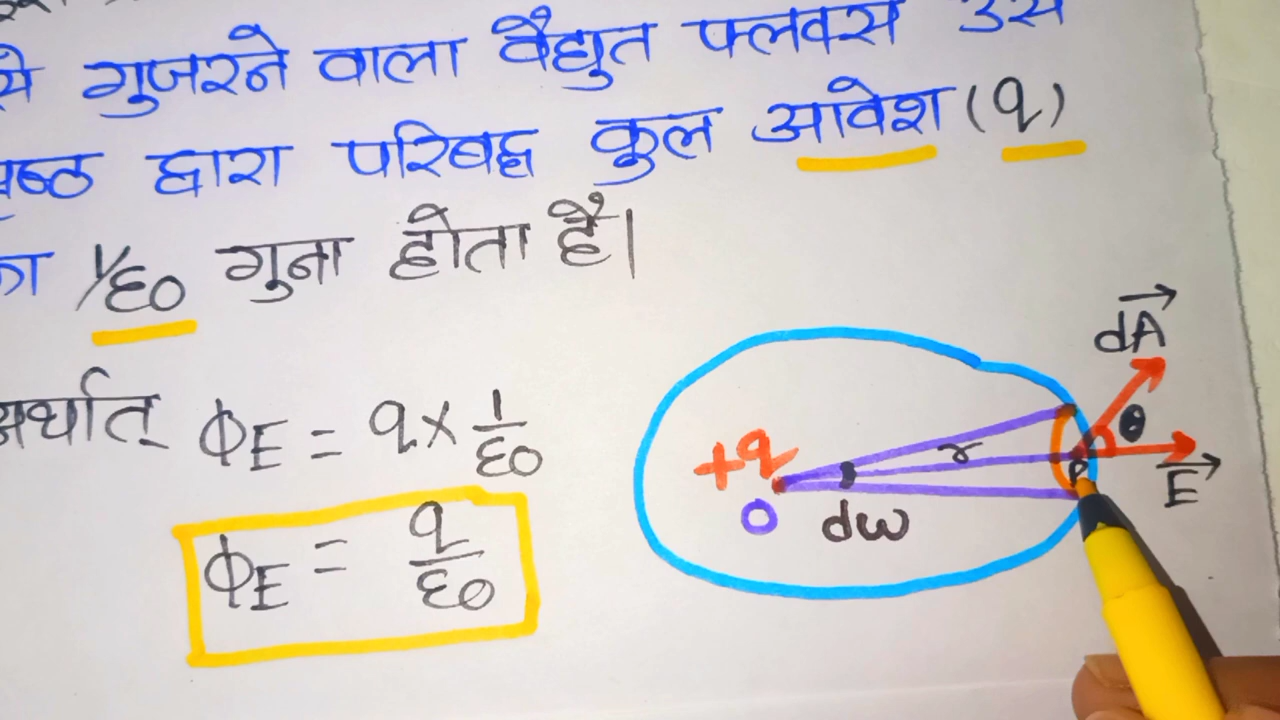 से गुजरने वाला वैद्युत फ्लक्स उस
द्वारा परिबद्ध कुल आवेश (q)
का 1/ε0 गुना होता है।
अर्थात् ΦE = q × 1/ε0
ΦE = q/ε0
dA→
θ
E→
r
P
+q
O
dω